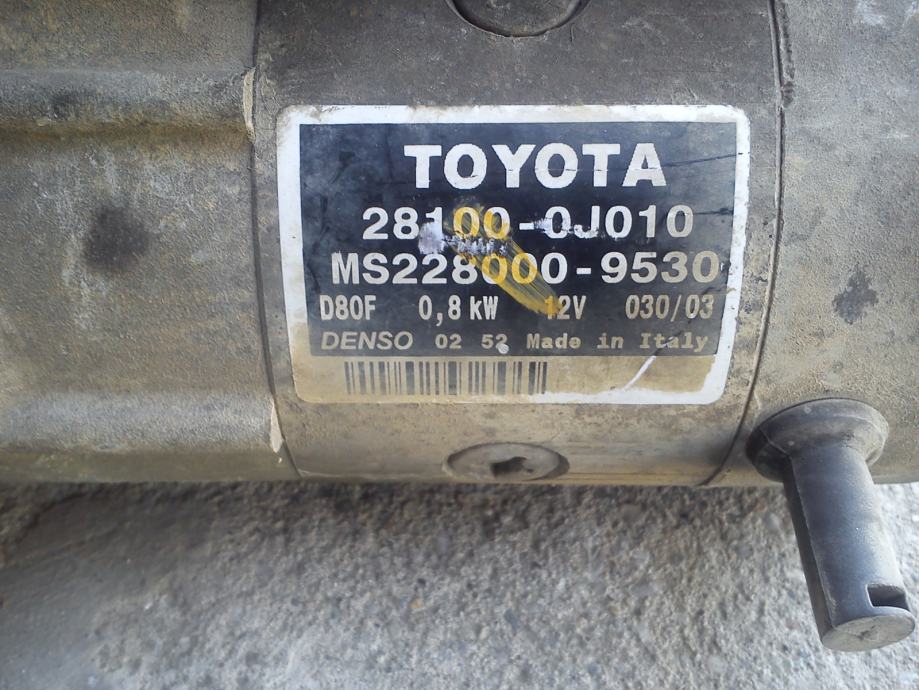 TOYOTA
28100-0J010
MS228000-9530
D80F 0,8 kW 12V 030/03
DENSO 02 52 Made in Italy